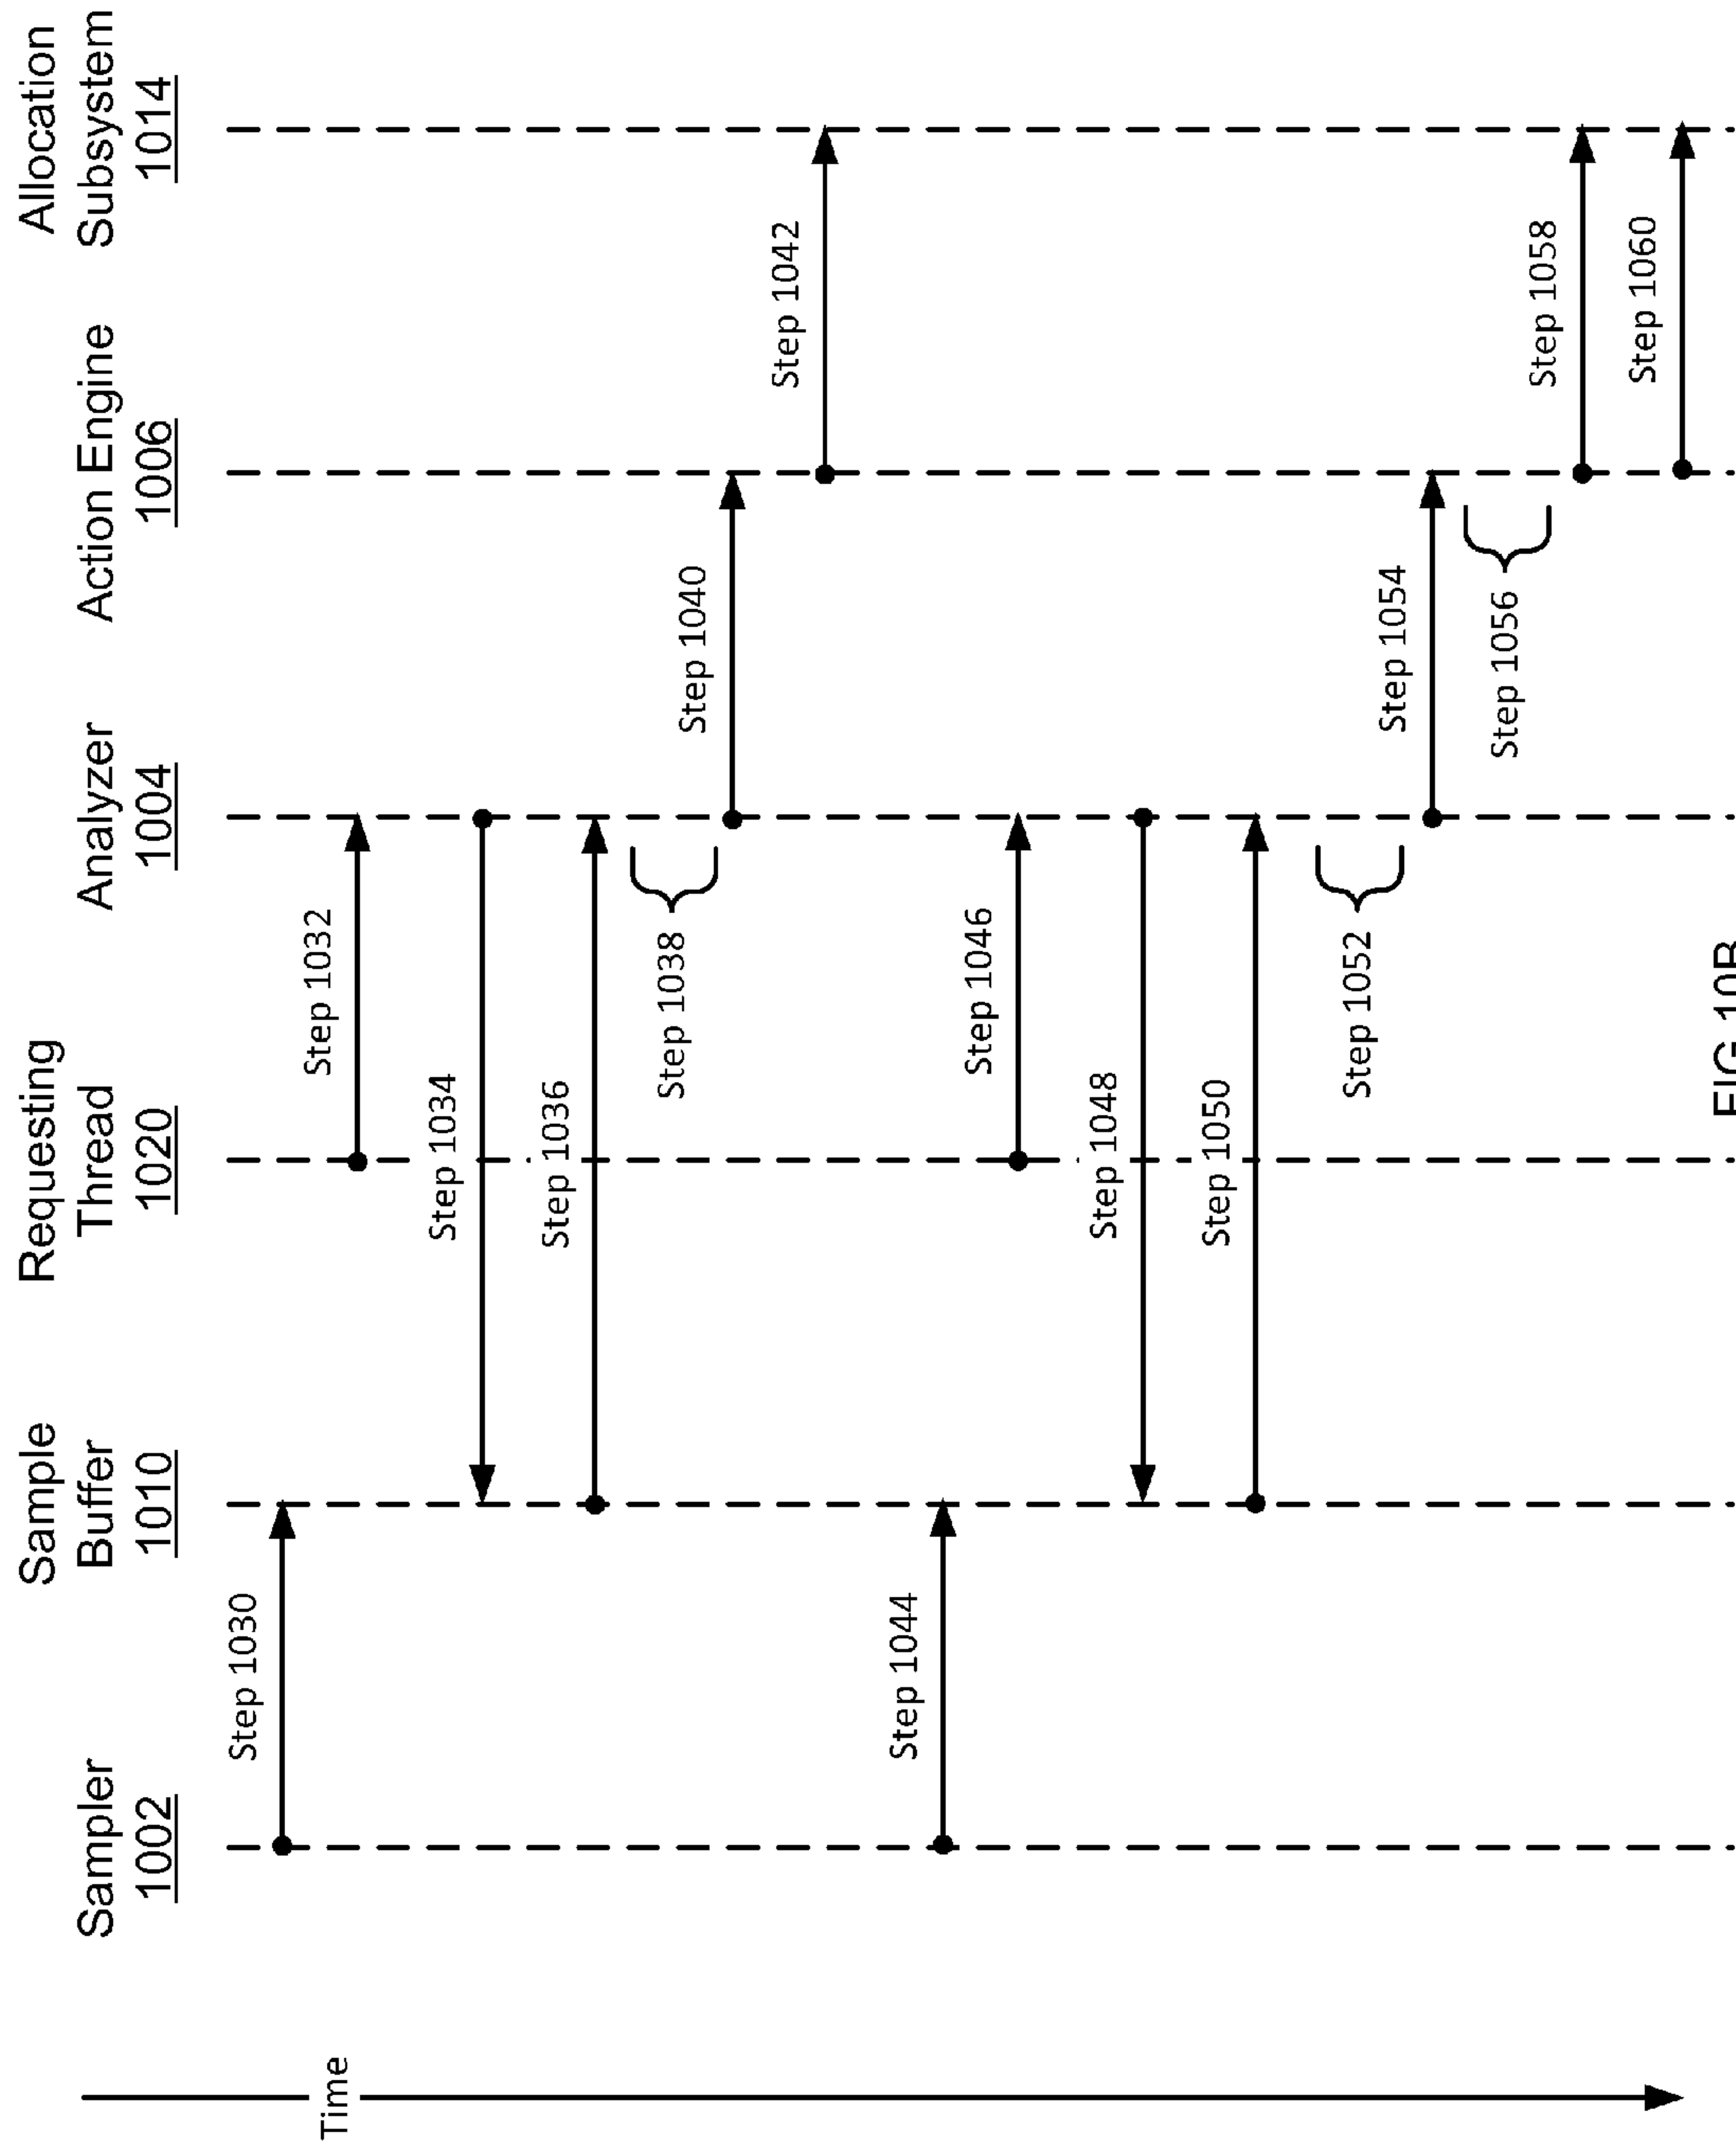 Sampler
1002
Sample
Buffer
1010
Requesting
Thread
1020
Analyzer
1004
Action Engine
1006
Allocation
Subsystem
1014
Time
Step 1030
Step 1032
Step 1034
Step 1036
Step 1038
Step 1040
Step 1042
Step 1044
Step 1046
Step 1048
Step 1050
Step 1052
Step 1054
Step 1056
Step 1058
Step 1060
FIG 10B